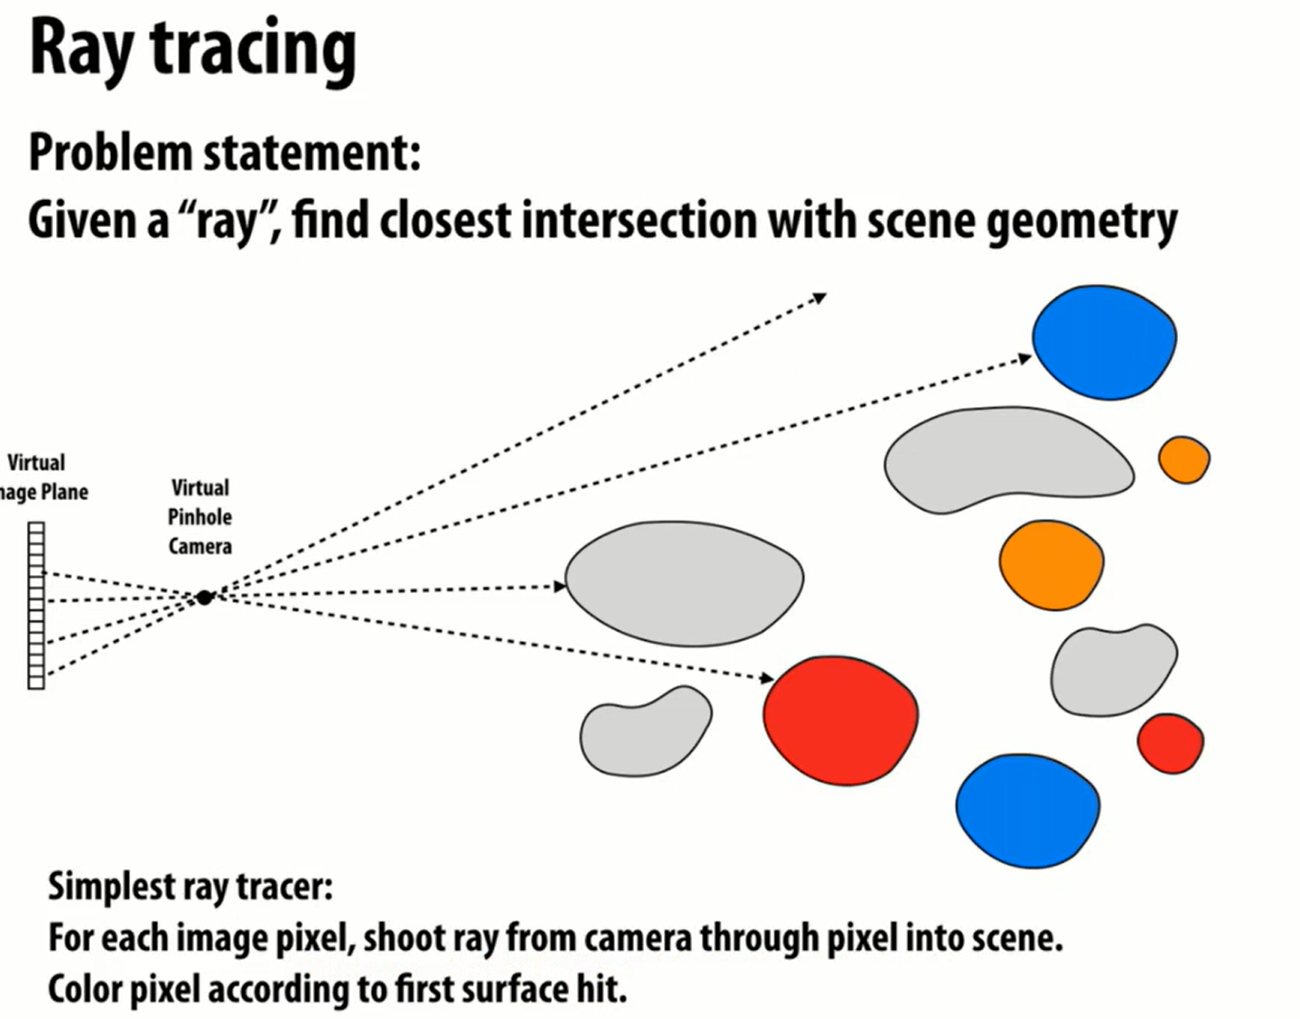 Ray tracing
Problem statement:
Given a “ray”, find closest intersection with scene geometry
Virtual
mage Plane
Virtual
Pinhole
Camera
Simplest ray tracer:
For each image pixel, shoot ray from camera through pixel into scene.
Color pixel according to first surface hit.